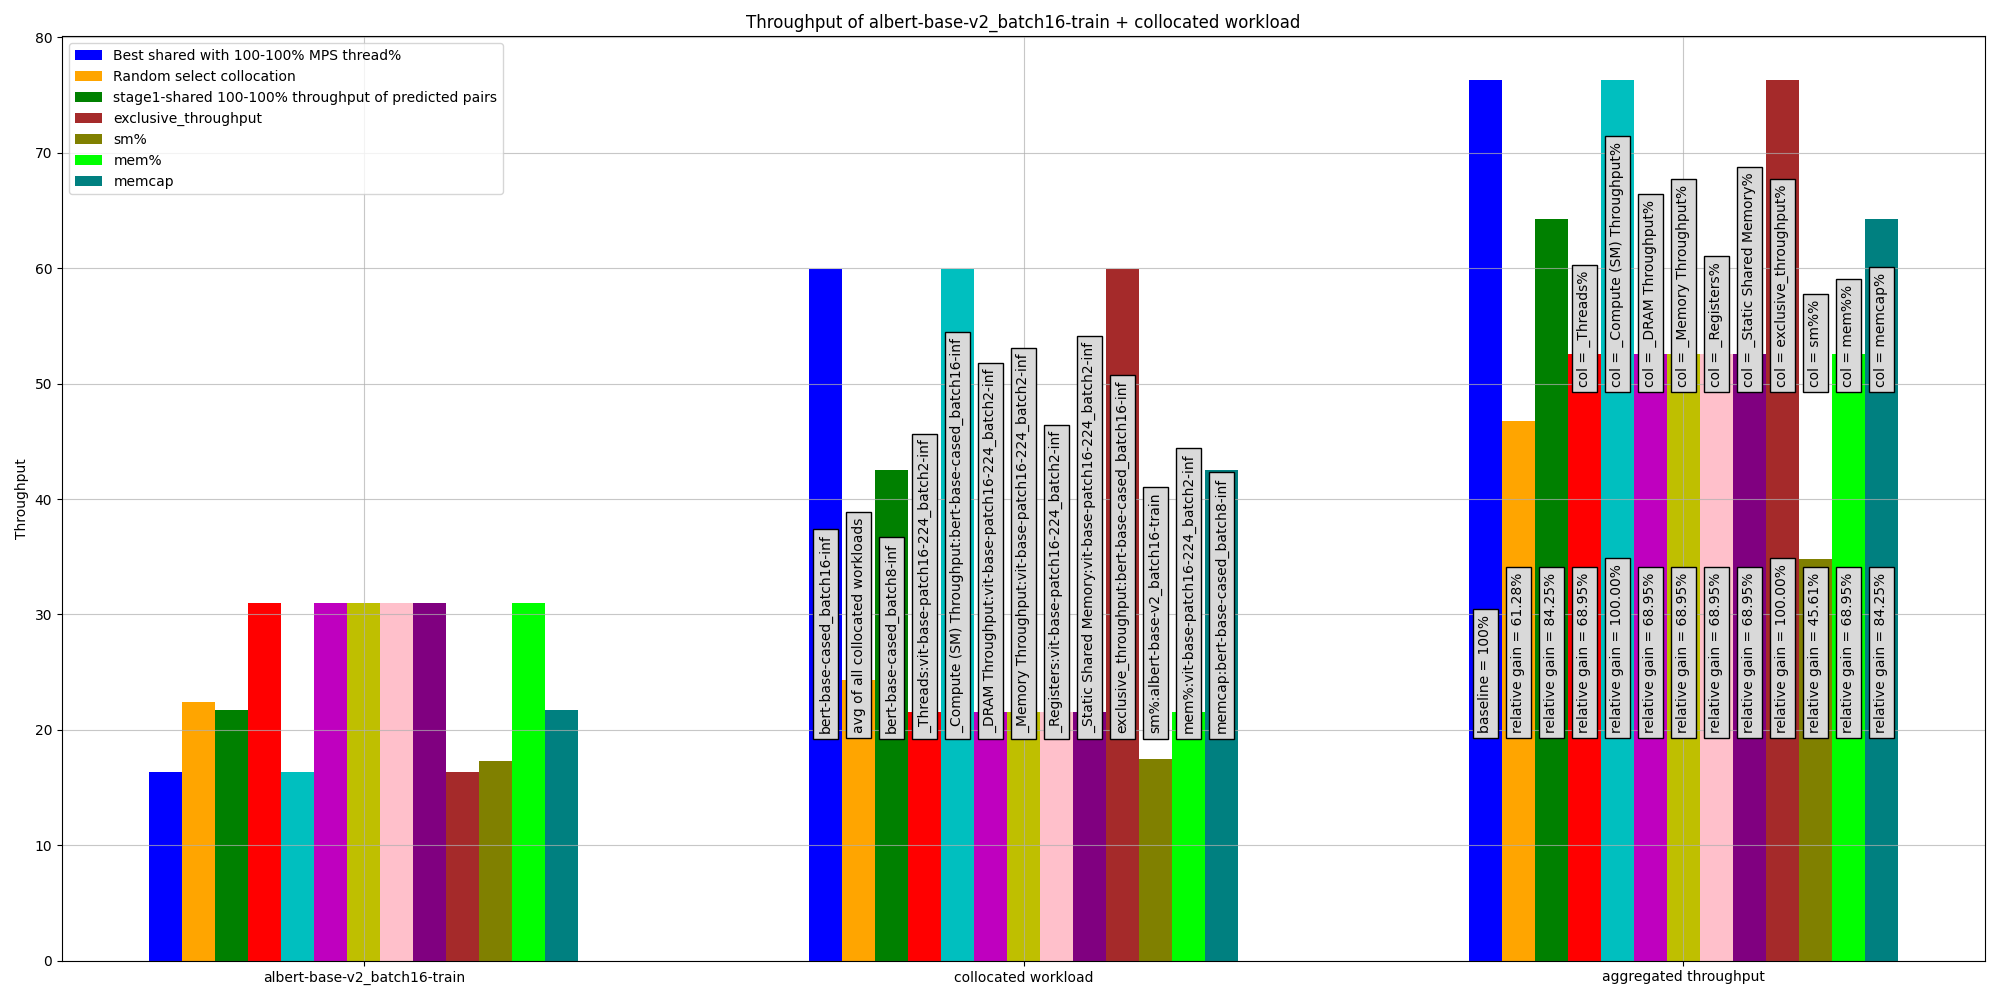 Throughput of albert-base-v2_batch16-train + collocated workload
Best shared with 100-100% MPS thread%
Random select collocation
stage1-shared 100-100% throughput of predicted pairs
exclusive_throughput
sm%
mem%
memcap
Throughput
80
70
60
50
40
30
20
10
0
bert-base-cased_batch16-inf
avg of all collocated workloads
bert-base-cased_batch8-inf
_Threads:vit-base-patch16-224_batch2-inf
_Compute (SM) Throughput:bert-base-cased_batch16-inf
_DRAM Throughput:vit-base-patch16-224_batch2-inf
_Memory Throughput:vit-base-patch16-224_batch2-inf
_Registers:vit-base-patch16-224_batch2-inf
_Static Shared Memory:vit-base-patch16-224_batch2-inf
exclusive_throughput:bert-base-cased_batch16-inf
sm%:albert-base-v2_batch16-train
mem%:vit-base-patch16-224_batch2-inf
memcap:bert-base-cased_batch8-inf
col = _Threads%
col = _Compute (SM) Throughput%
col = _DRAM Throughput%
col = _Memory Throughput%
col = _Registers%
col = _Static Shared Memory%
col = exclusive_throughput%
col = sm%%
col = mem%%
col = memcap%
baseline = 100%
relative gain = 61.28%
relative gain = 84.25%
relative gain = 68.95%
relative gain = 100.00%
relative gain = 68.95%
relative gain = 68.95%
relative gain = 68.95%
relative gain = 68.95%
relative gain = 100.00%
relative gain = 45.61%
relative gain = 68.95%
relative gain = 84.25%
albert-base-v2_batch16-train
collocated workload
aggregated throughput